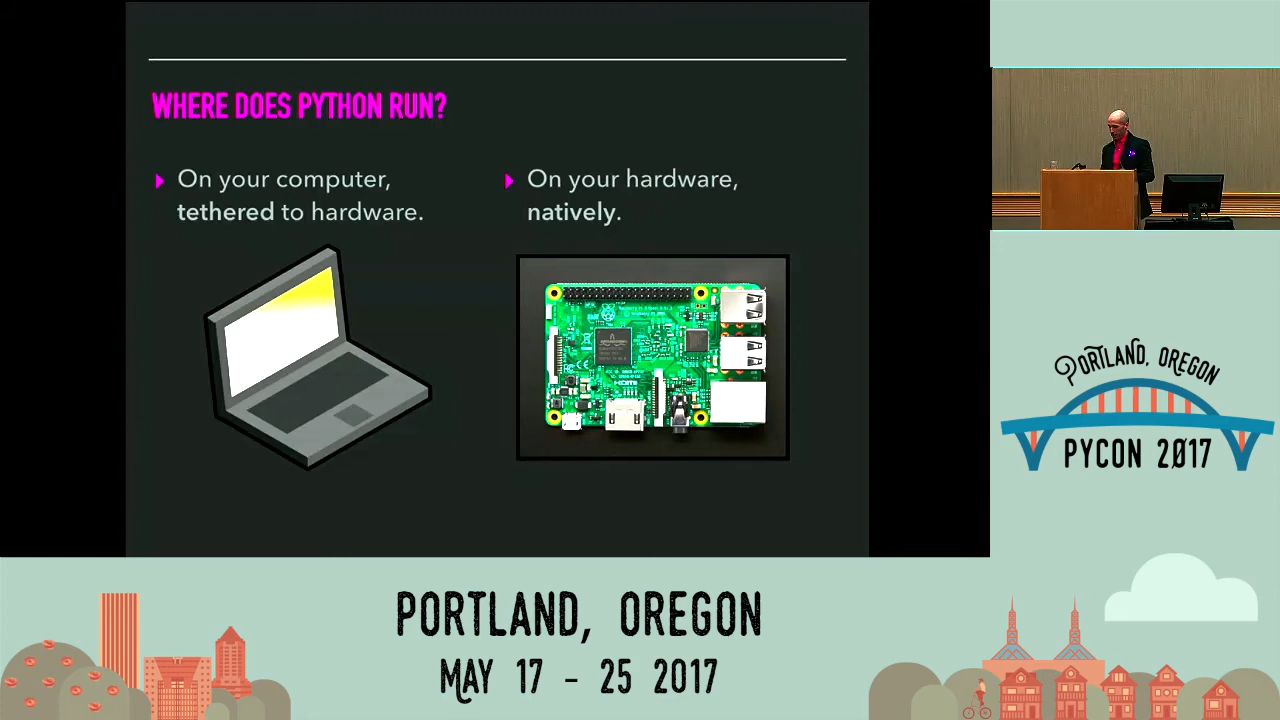 WHERE DOES PYTHON RUN?
On your computer,
tethered to hardware.
On your hardware,
natively.
HDMI
PORTLAND, OREGON
PYCON 2017
PORTLAND, OREGON
MAY 17 - 25 2017